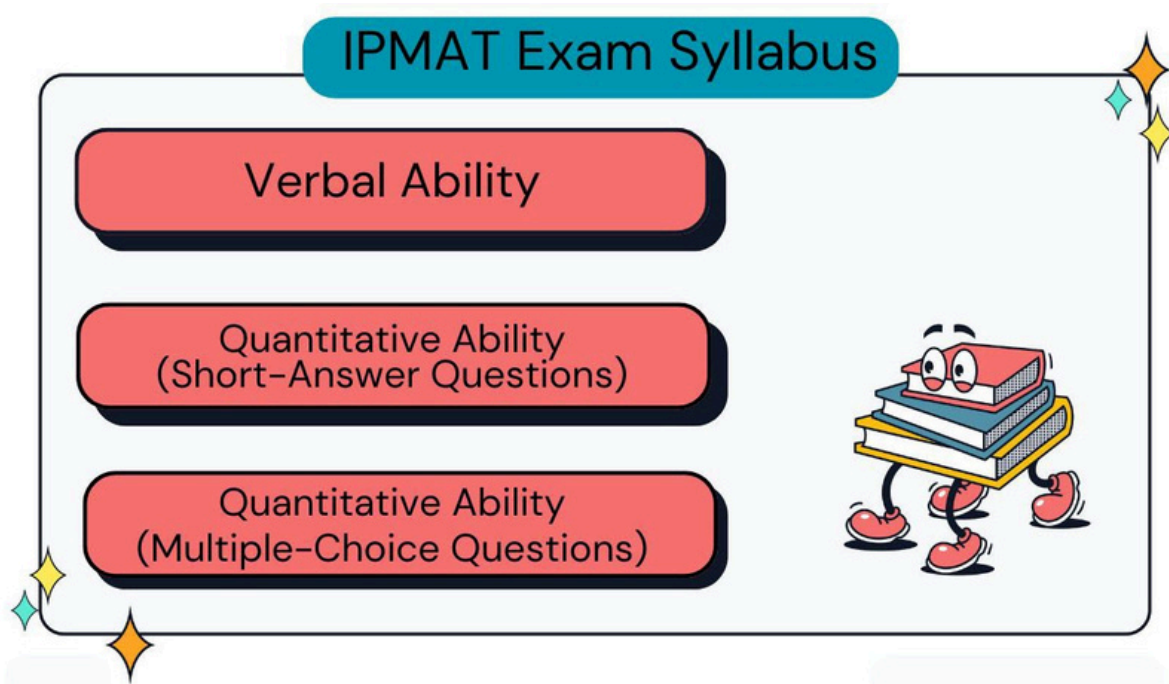 IPMAT Exam Syllabus
Verbal Ability
Quantitative Ability
(Short-Answer Questions)
Quantitative Ability
(Multiple-Choice Questions)